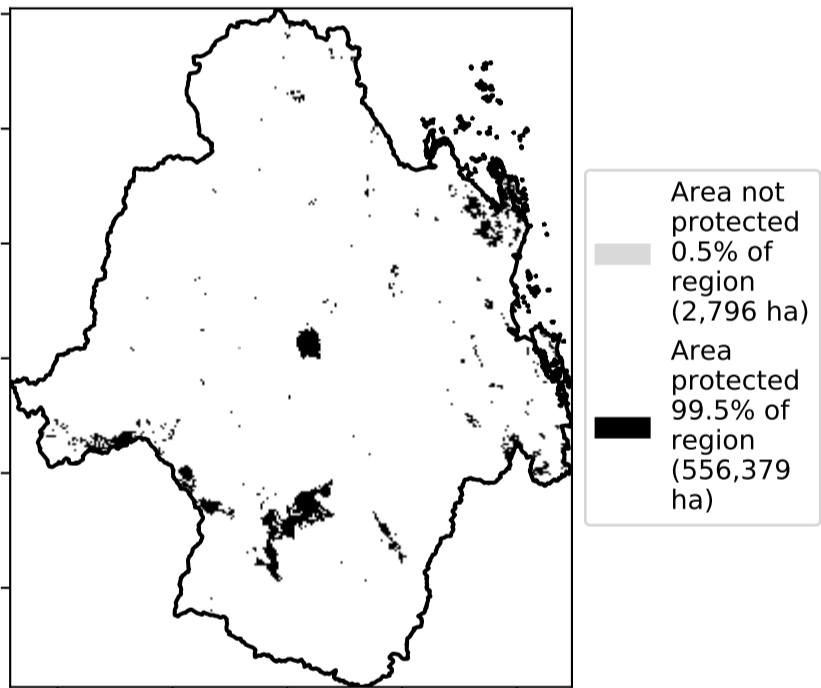 Area not
protected
0.5% of
region
(2,796 ha)
Area
protected
99.5% of
region
(556,379
ha)